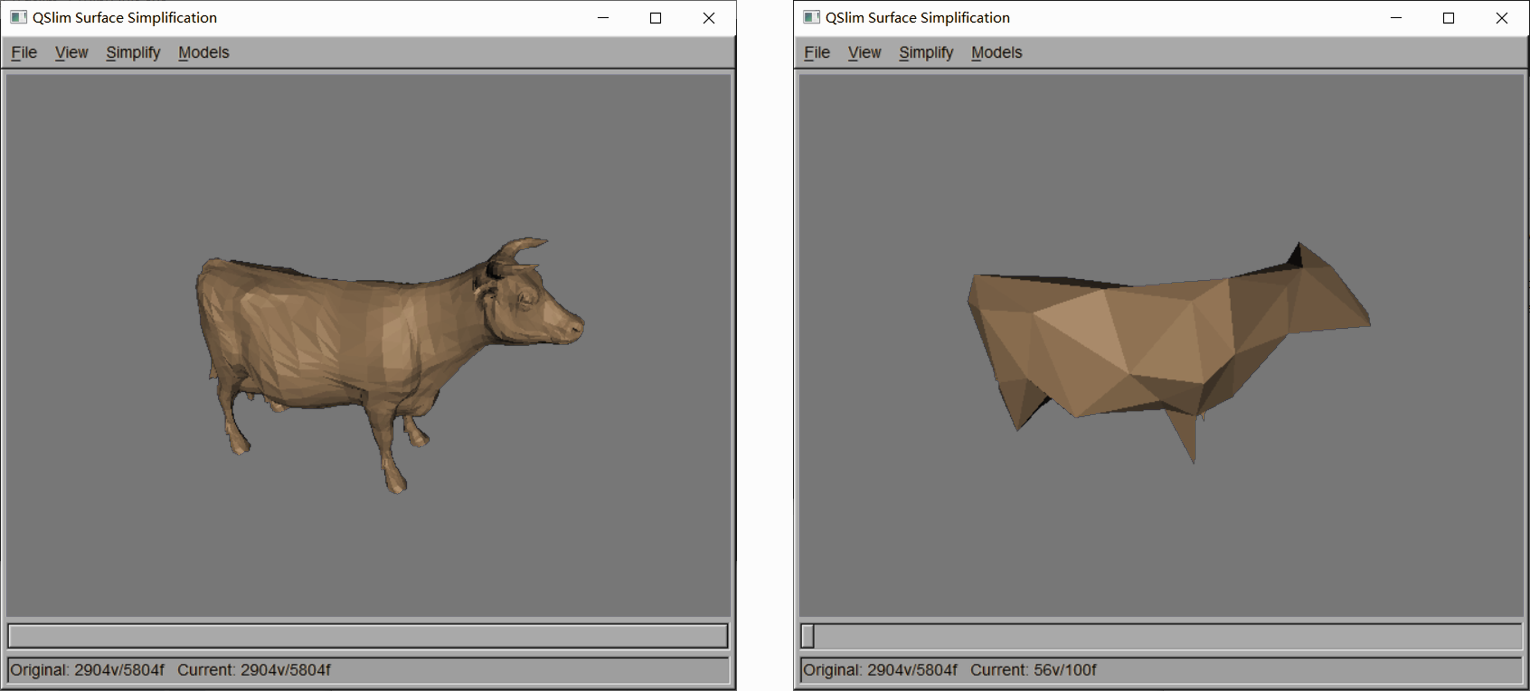 QSlim Surface Simplification
File View Simplify Models
Original: 2904v/5804f Current: 2904v/5804f
QSlim Surface Simplification
File View Simplify Models
Original: 2904v/5804f Current: 56v/100f